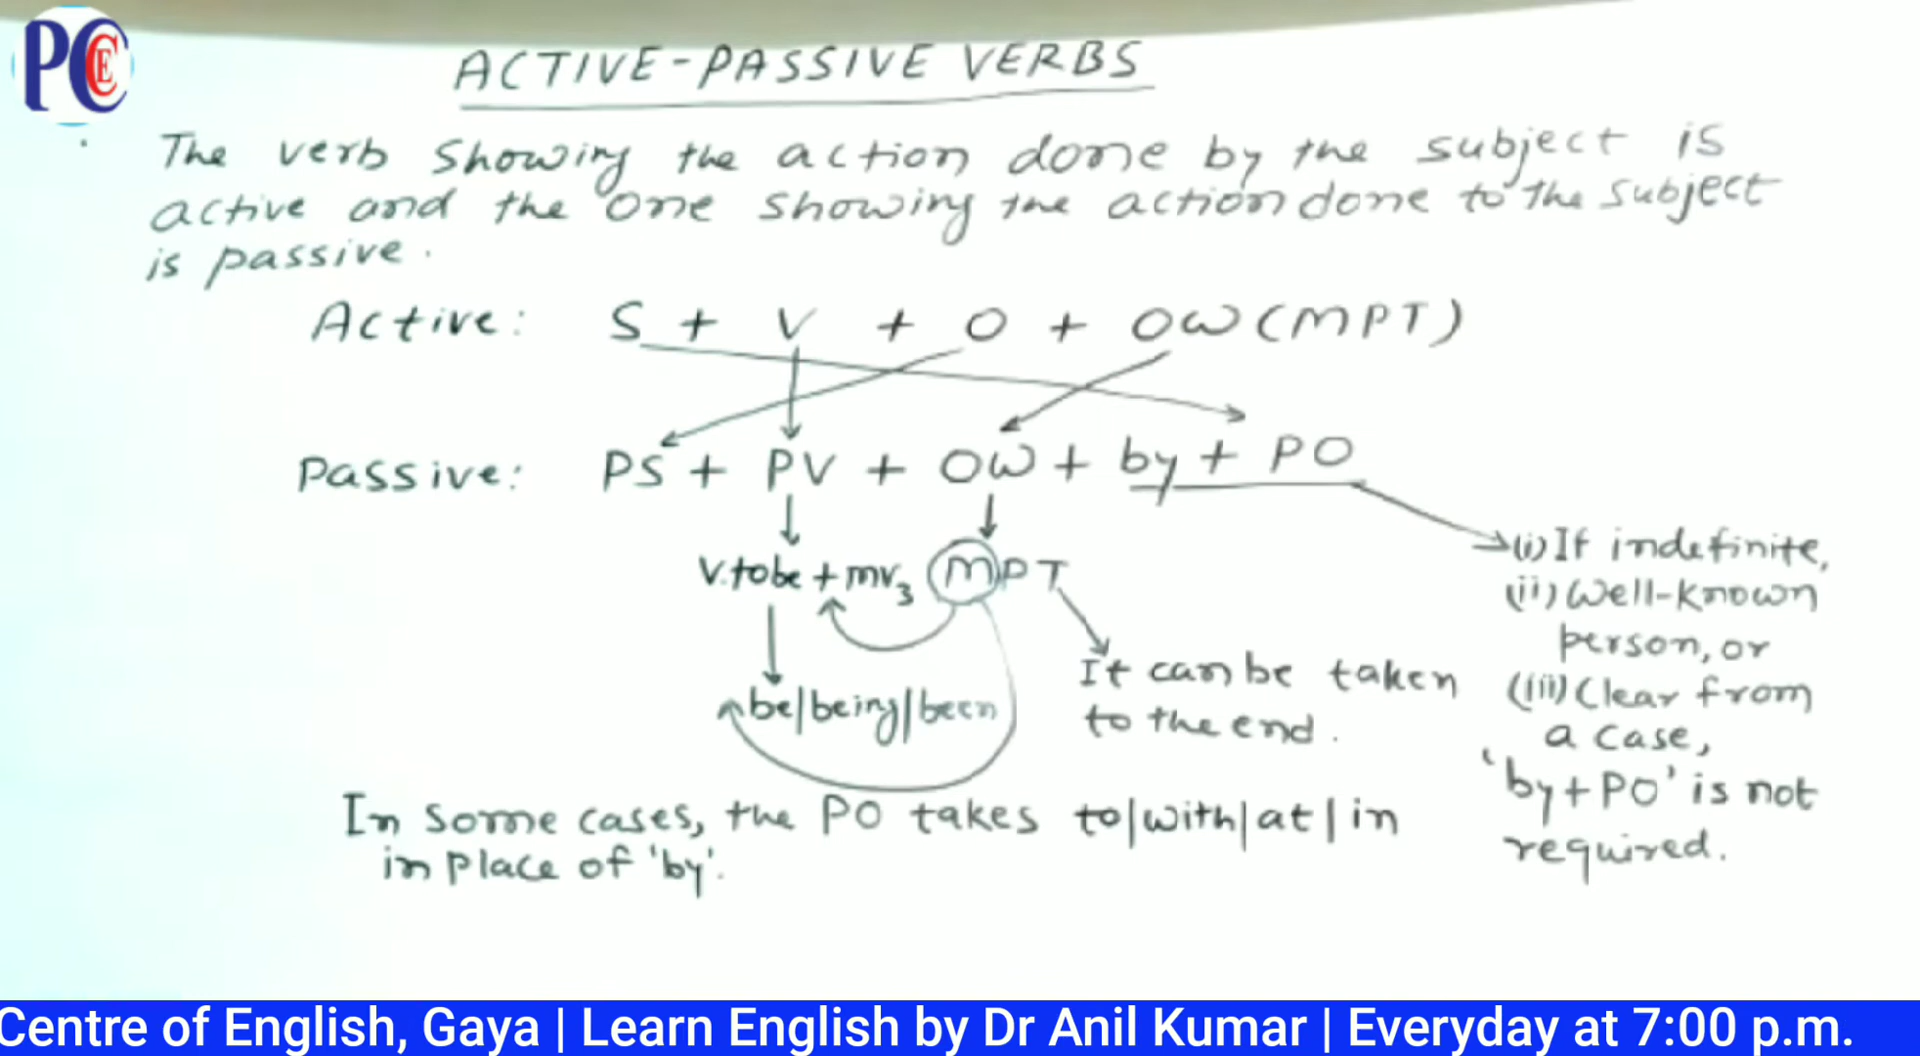 PCE
ACTIVE-PASSIVE VERBS
The verb showing the action done by the subject is
active and the one showing the action done to the subject
is passive.
Active: S + V + O + OW (MPT)
Passive: PS + PV + OW + by + PO
V.tobe + mv3 MPT
be/being/been
It can be taken
to the end.
(i) If indefinite,
(ii) Well-known
person, or
(iii) Clear from
a case,
'by+PO' is not
required.
In some cases, the PO takes to/with/at/in
in place of 'by'.
Centre of English, Gaya | Learn English by Dr Anil Kumar | Everyday at 7:00 p.m.